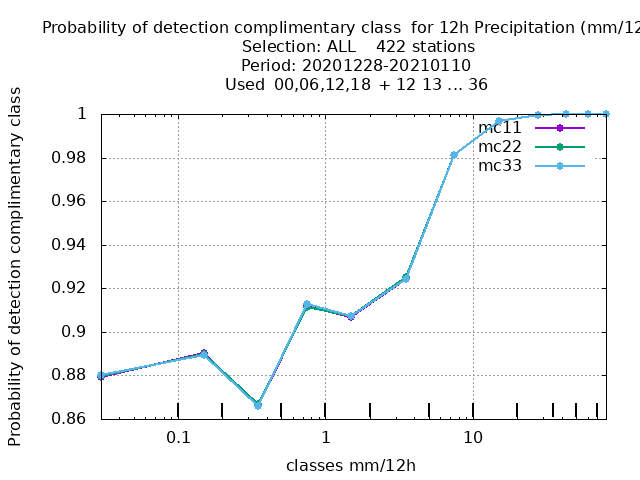 Probability of detection complimentary class for 12h Precipitation (mm/12
Selection: ALL 422 stations
Period: 20201228-20210110
Used 00,06,12,18 + 12 13 ... 36
Probability of detection complimentary class
1
0.98
0.96
0.94
0.92
0.9
0.88
0.86
mc11
mc22
mc33
0.1
1
10
classes mm/12h